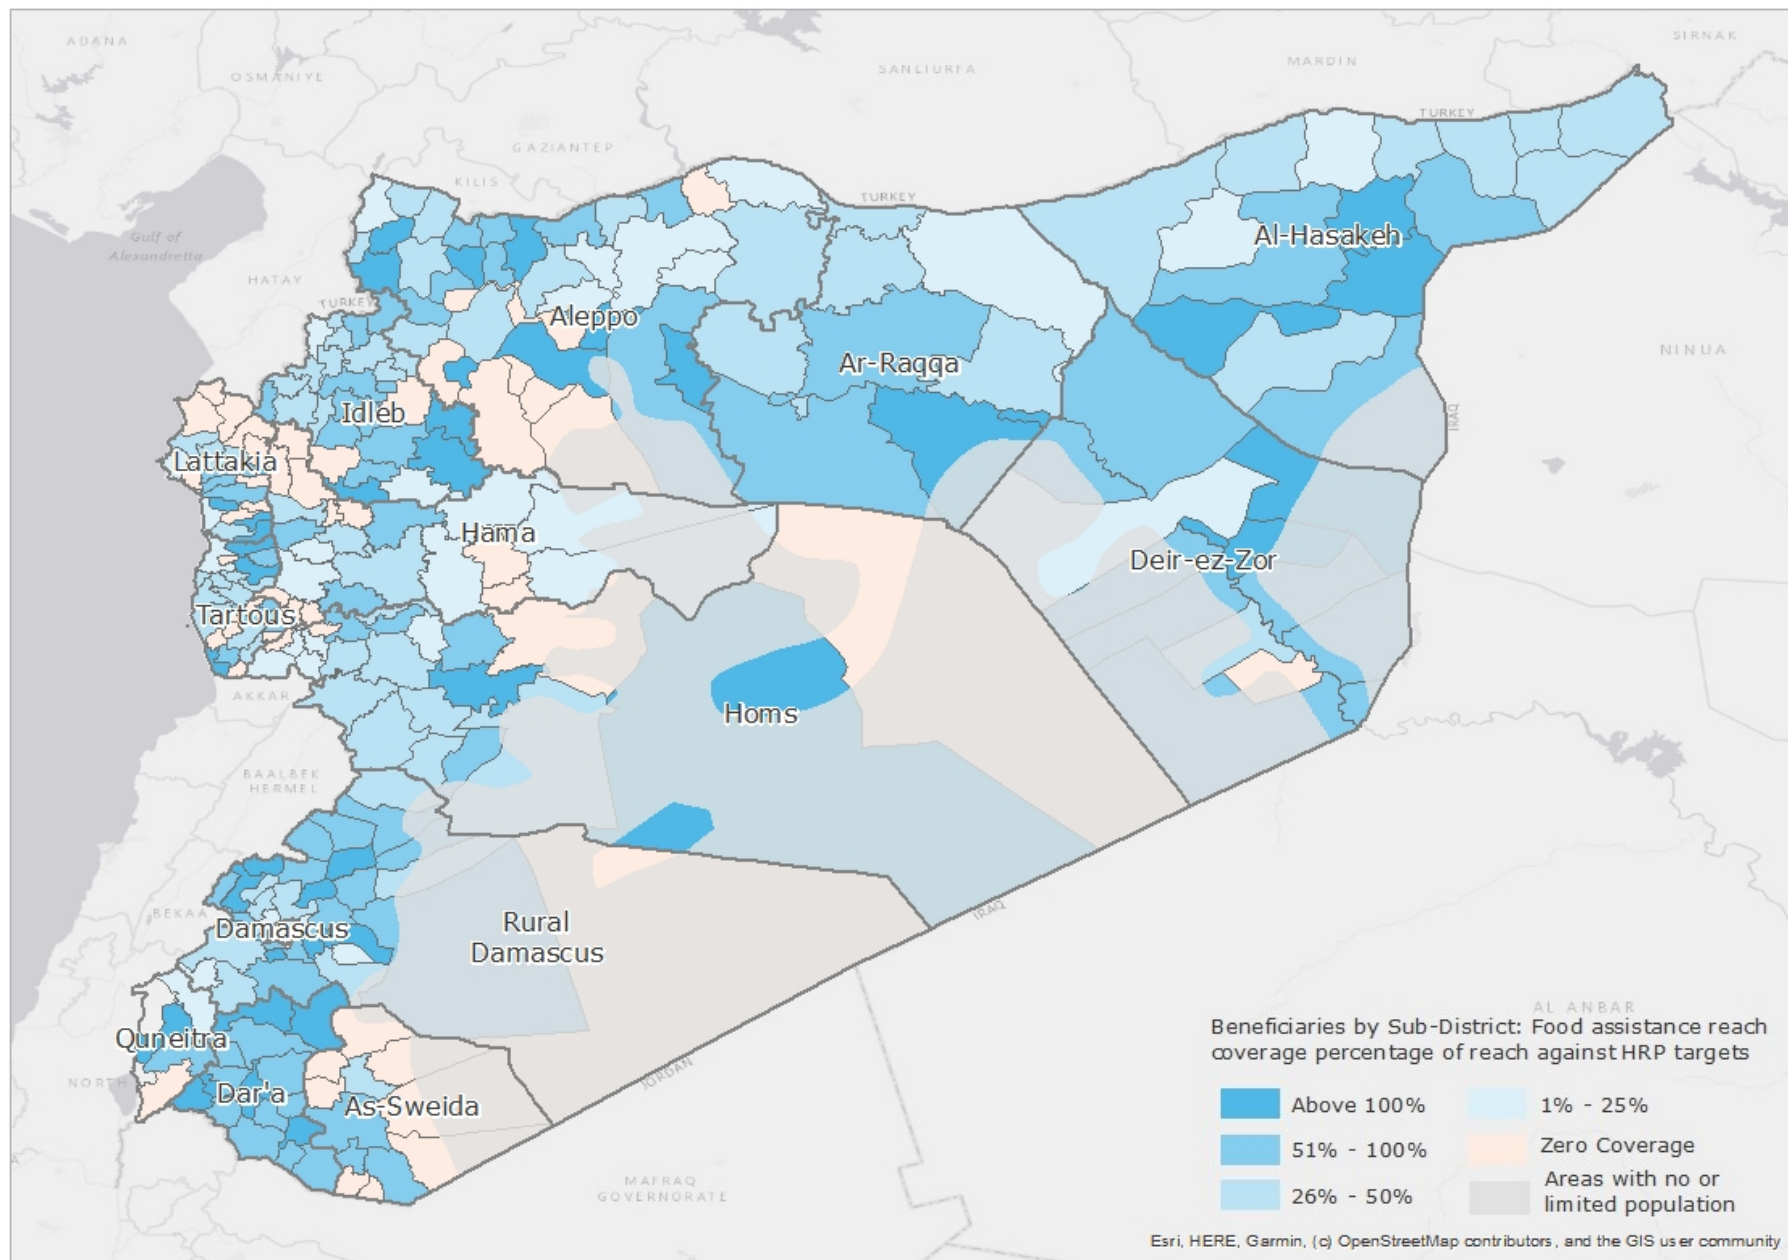 ADANA
OSMANIYE
SANLIURFA
MARDIN
SIRNAK
TURKEY
GAZIANTEP
KILIS
TURKEY
Gulf of
Alexandretta
HATAY
TURKEY
Al-Hasakeh
Aleppo
NINUA
Ar-Raqqa
Idleb
IRAQ
Lattakia
Hama
Deir-ez-Zor
Tartous
AKKAR
Homs
BAALBEK
HERMEL
BEKAA
Damascus
Rural
Damascus
IRAQ
AL ANBAR
Quneitra
NORTH
JORDAN
Dar'a
As-Sweida
MAFRAQ
GOVERNORATE
Beneficiaries by Sub-District: Food assistance reach
coverage percentage of reach against HRP targets
Above 100%
1% - 25%
51% - 100%
Zero Coverage
26% - 50%
Areas with no or
limited population
Esri, HERE, Garmin, (c) OpenStreetMap contributors, and the GIS user community